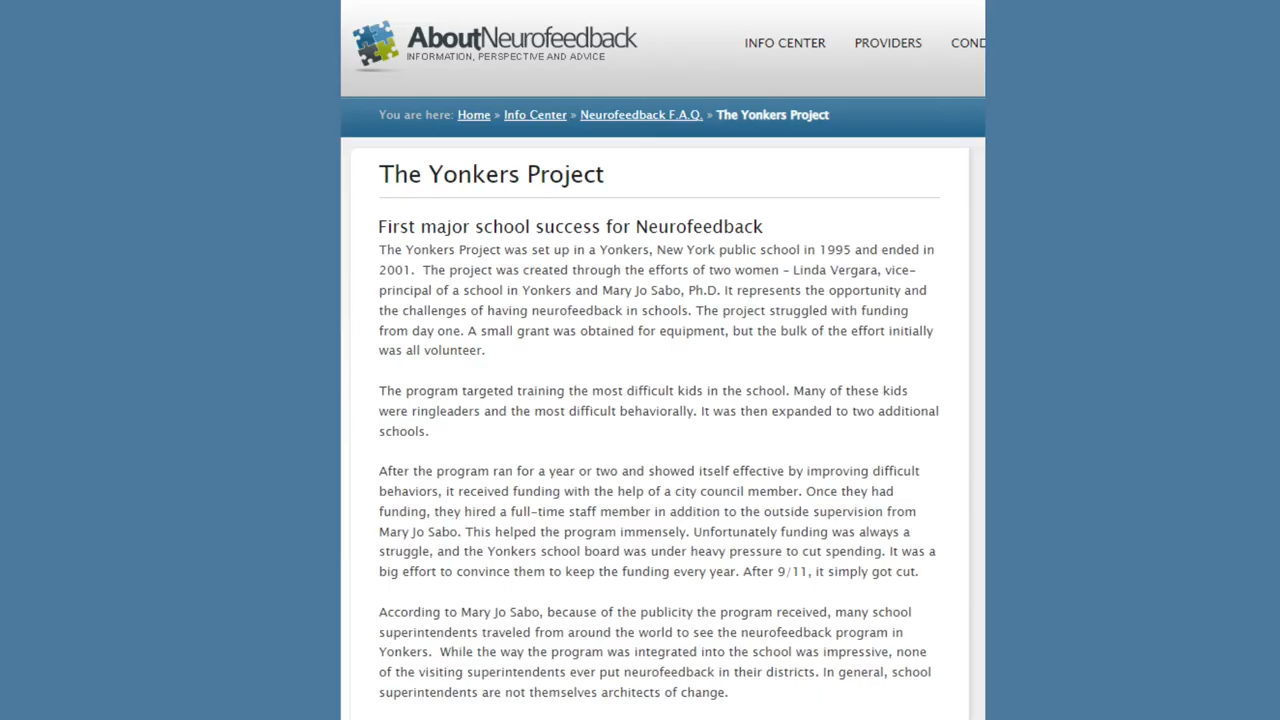 AboutNeurofeedback
INFORMATION, PERSPECTIVE AND ADVICE
INFO CENTER PROVIDERS COND
You are here: Home » Info Center » Neurofeedback F.A.Q. » The Yonkers Project
The Yonkers Project
First major school success for Neurofeedback
The Yonkers Project was set up in a Yonkers, New York public school in 1995 and ended in
2001. The project was created through the efforts of two women – Linda Vergara, vice-
principal of a school in Yonkers and Mary Jo Sabo, Ph.D. It represents the opportunity and
the challenges of having neurofeedback in schools. The project struggled with funding
from day one. A small grant was obtained for equipment, but the bulk of the effort initially
was all volunteer.
The program targeted training the most difficult kids in the school. Many of these kids
were ringleaders and the most difficult behaviorally. It was then expanded to two additional
schools.
After the program ran for a year or two and showed itself effective by improving difficult
behaviors, it received funding with the help of a city council member. Once they had
funding, they hired a full-time staff member in addition to the outside supervision from
Mary Jo Sabo. This helped the program immensely. Unfortunately funding was always a
struggle, and the Yonkers school board was under heavy pressure to cut spending. It was a
big effort to convince them to keep the funding every year. After 9/11, it simply got cut.
According to Mary Jo Sabo, because of the publicity the program received, many school
superintendents traveled from around the world to see the neurofeedback program in
Yonkers. While the way the program was integrated into the school was impressive, none
of the visiting superintendents ever put neurofeedback in their districts. In general, school
superintendents are not themselves architects of change.